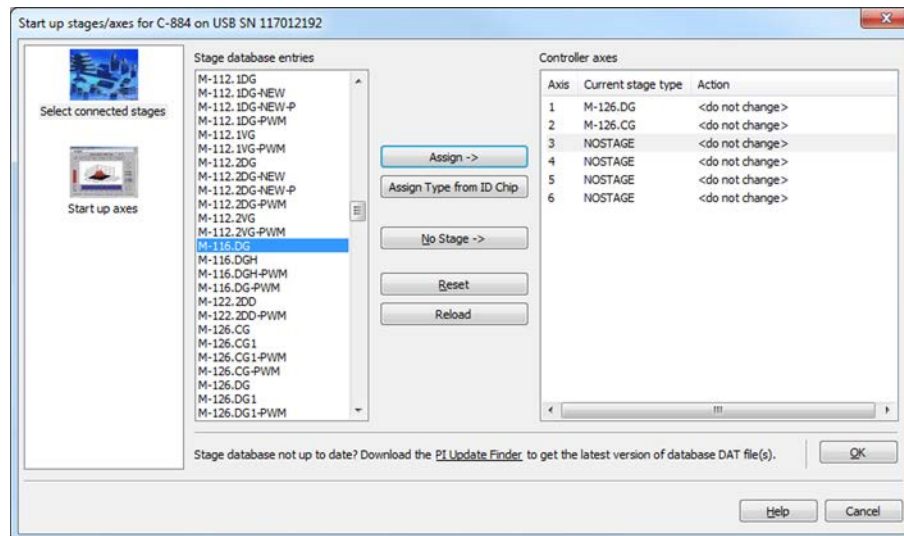 Start up stages/axes for C-884 on USB SN 117012192
Select connected stages
Start up axes
Stage database entries
M-112.1DG
M-112.1DG-NEW
M-112.1DG-NEW-P
M-112.1DG-PWM
M-112.1VG
M-112.1VG-PWM
M-112.2DG
M-112.2DG-NEW
M-112.2DG-NEW-P
M-112.2DG-PWM
M-112.2VG
M-112.2VG-PWM
M-116.DG
M-116.DGH
M-116.DGH-PWM
M-116.DG-PWM
M-122.2DD
M-122.2DD-PWM
M-126.CG
M-126.CG1
M-126.CG1-PWM
M-126.CG-PWM
M-126.DG
M-126.DG1
M-126.DG1-PWM
Assign ->
Assign Type from ID Chip
No Stage ->
Reset
Reload
Controller axes
Axis Current stage type Action
1 M-126.DG <do not change>
2 M-126.CG <do not change>
3 NOSTAGE <do not change>
4 NOSTAGE <do not change>
5 NOSTAGE <do not change>
6 NOSTAGE <do not change>
Stage database not up to date? Download the PI Update Finder to get the latest version of database DAT file(s).
OK
Help Cancel